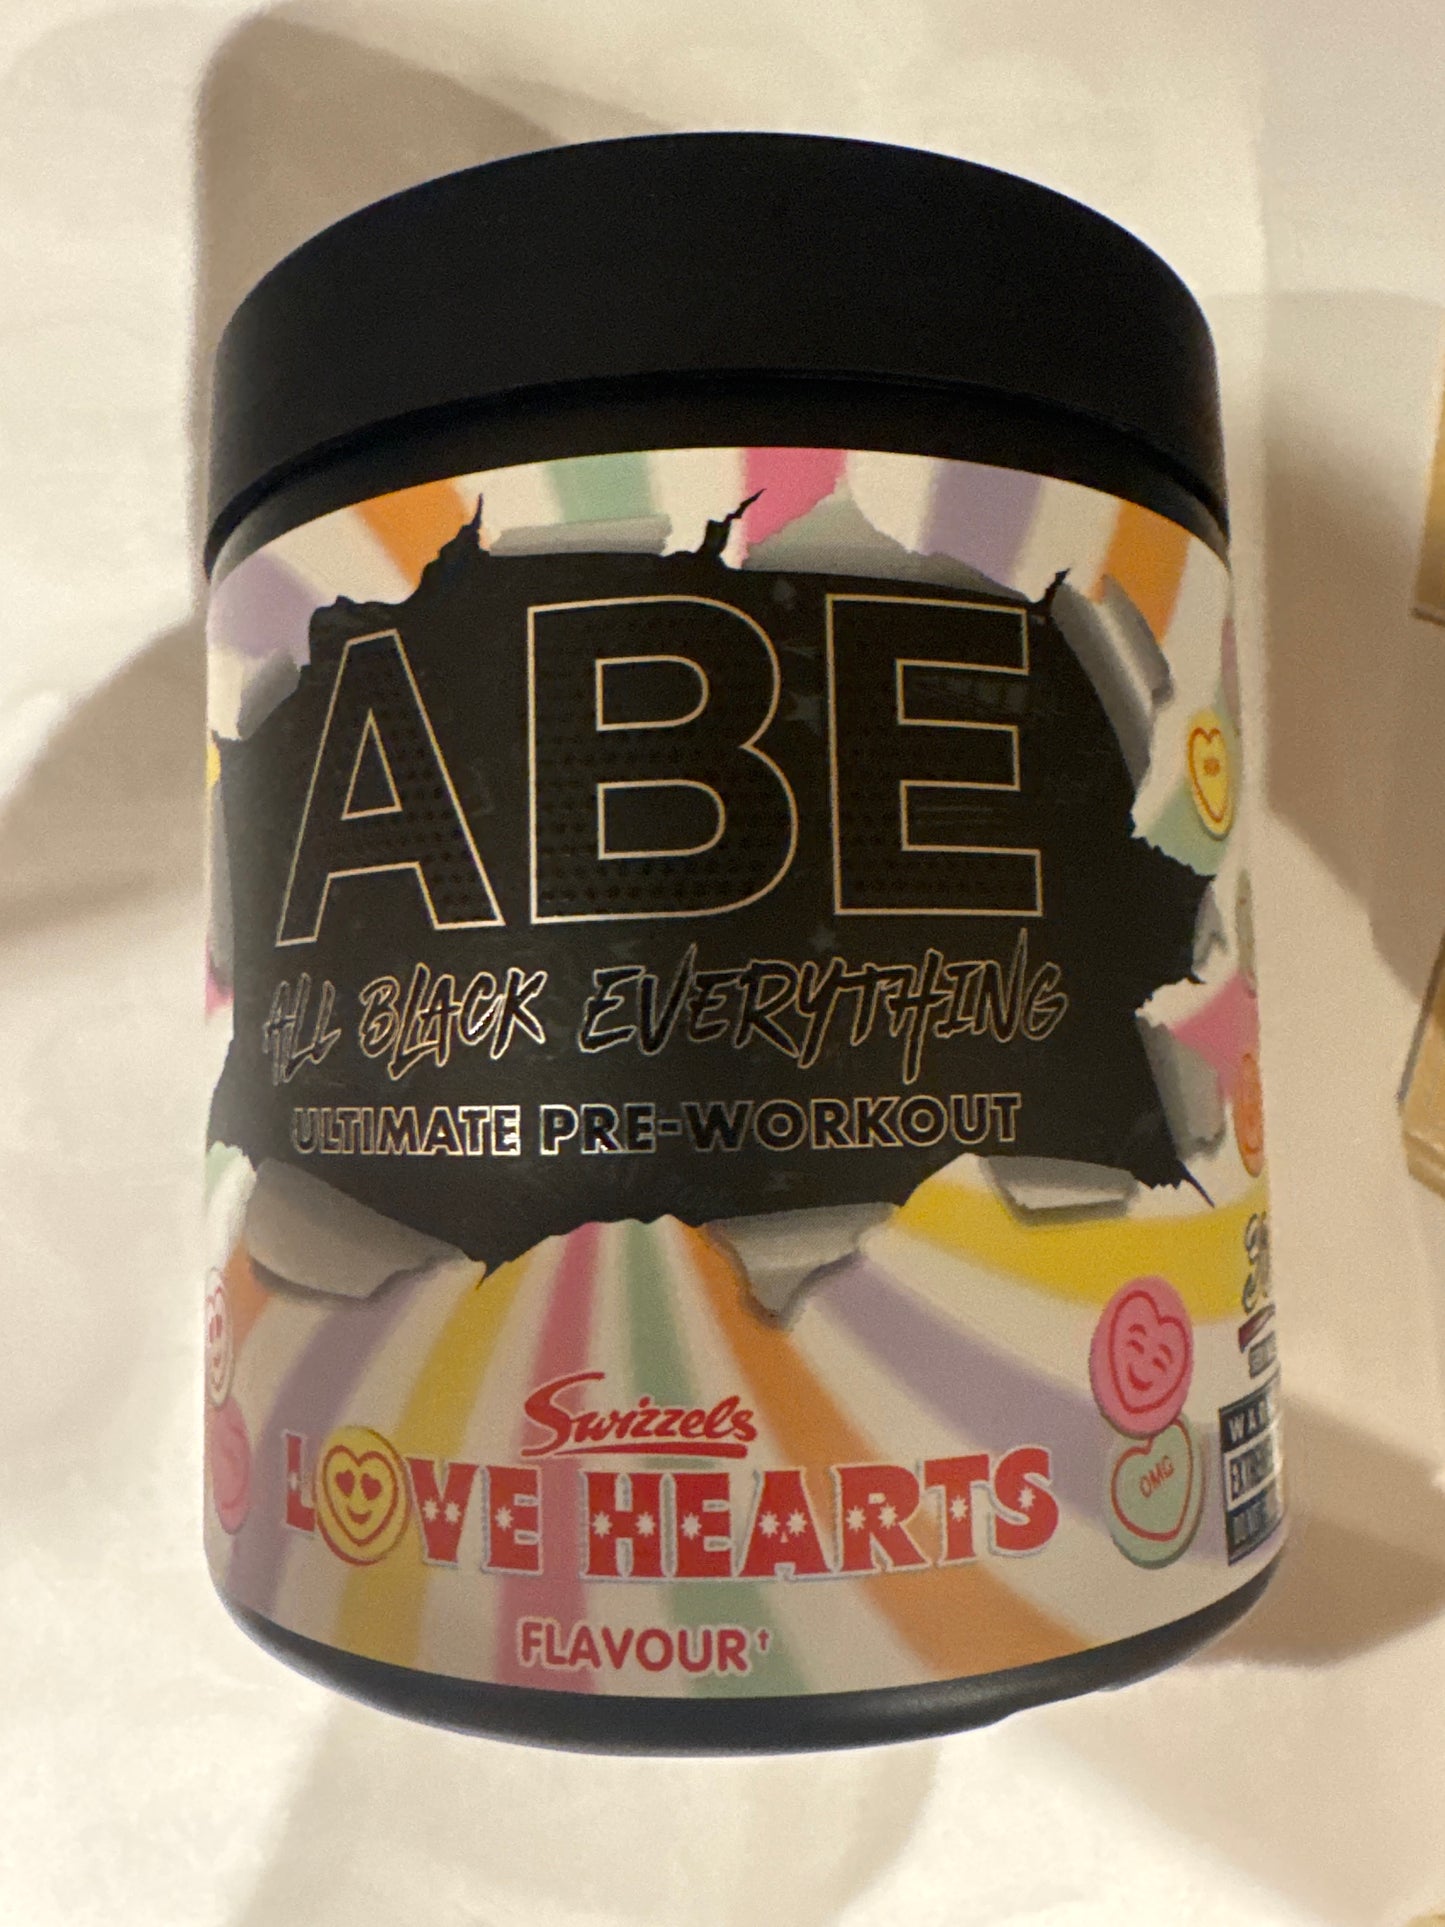 ABE
ALL BLACK EVERYTHING
ULTIMATE PRE-WORKOUT
Swizzels
LOVE HEARTS
OMG
FLAVOUR†